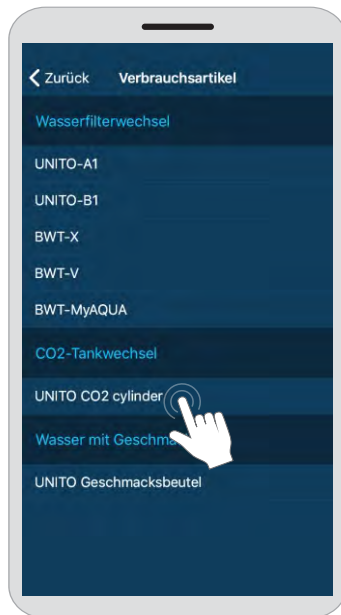 Zurück Verbrauchsartikel
Wasserfilterwechsel
UNITO-A1
UNITO-B1
BWT-X
BWT-V
BWT-MyAQUA
CO2-Tankwechsel
UNITO CO2 cylinder
Wasser mit Geschma
UNITO Geschmacksbeutel